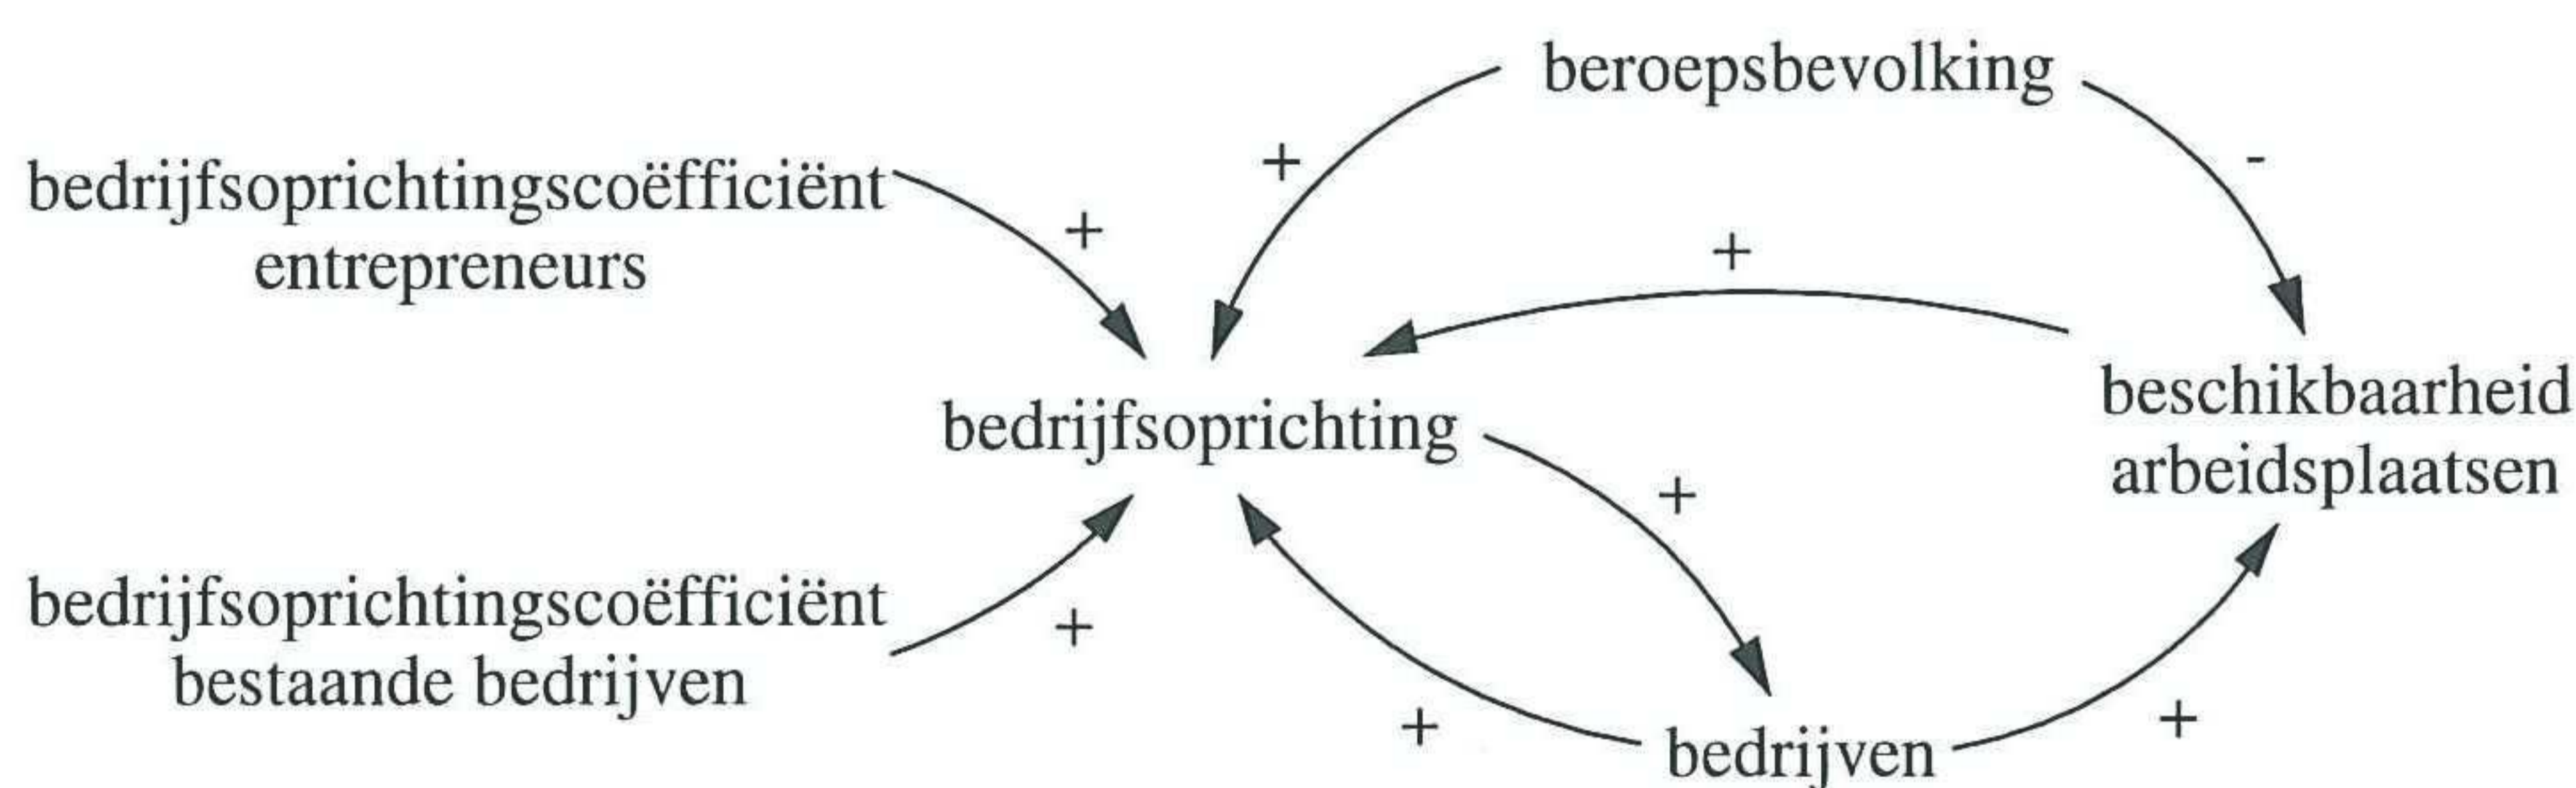 beroepsbevolking
+
-
bedrijfsoprichtingscoëfficiënt
entrepreneurs
+
+
beschikbaarheid
arbeidsplaatsen
bedrijfsoprichting
+
bedrijfsoprichtingscoëfficiënt
bestaande bedrijven
+
+
bedrijven
+